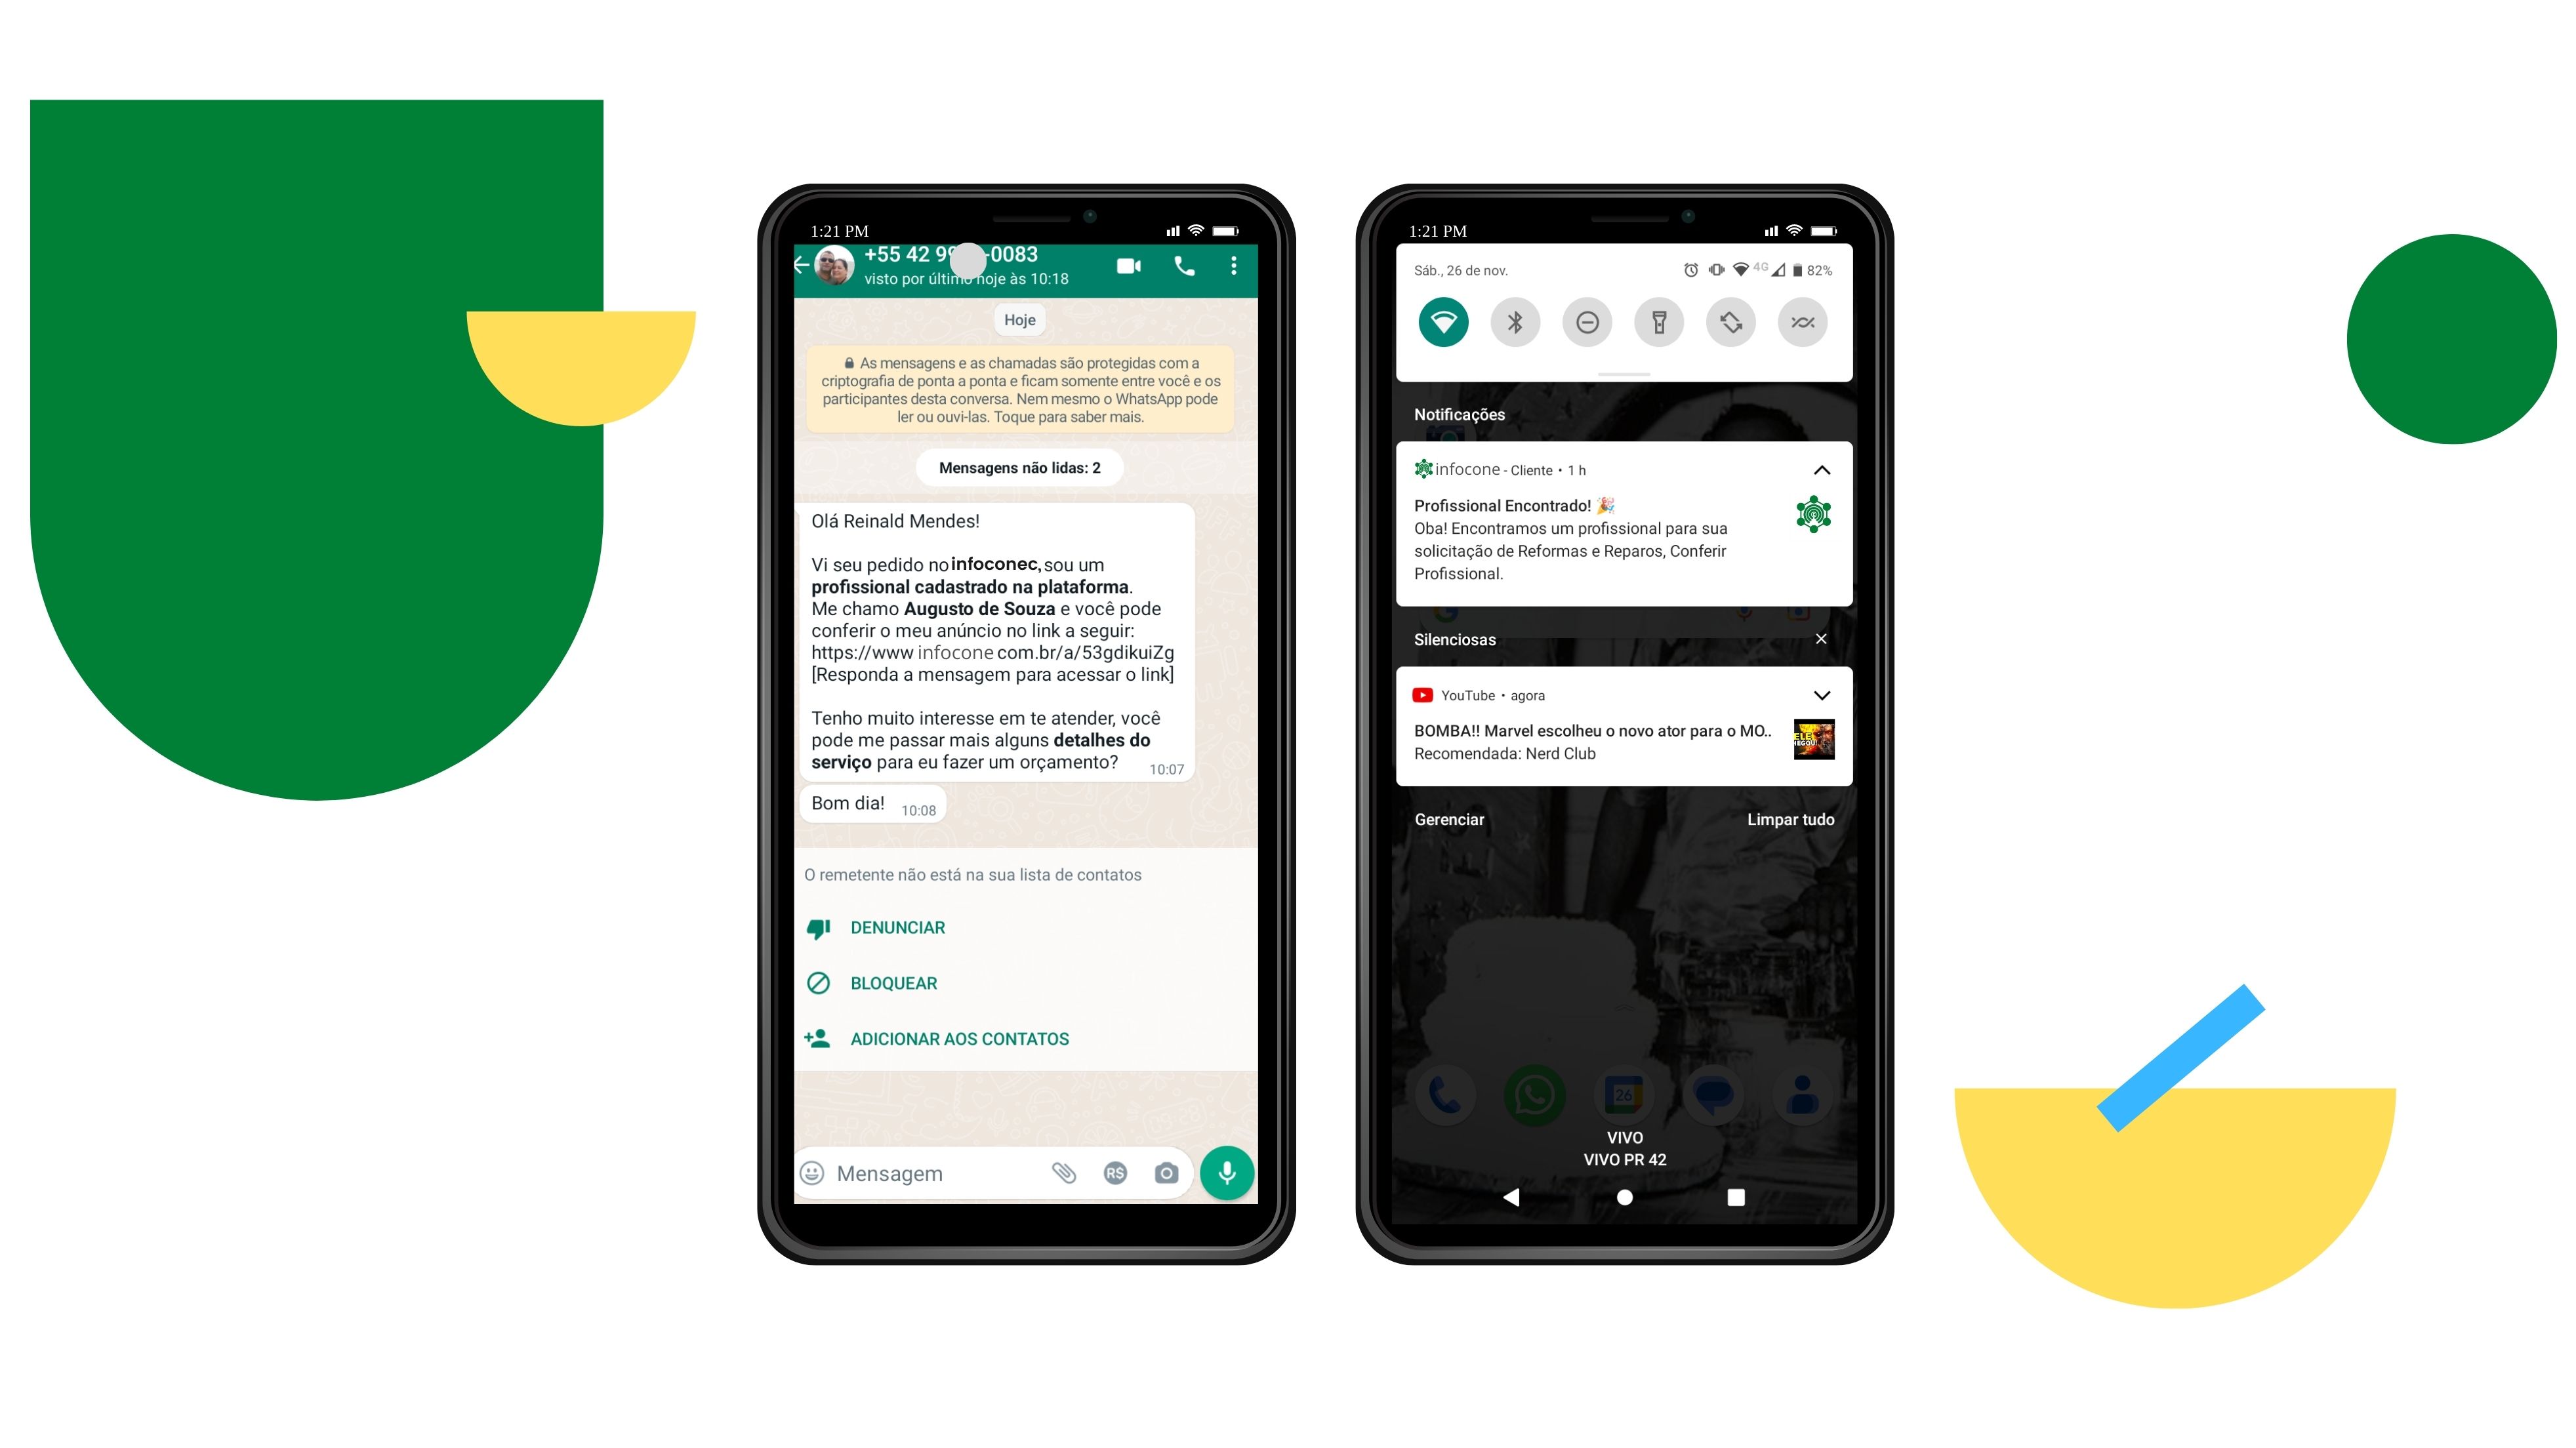 1:21 PM
+55 42 99 -0083
visto por último hoje às 10:18
Hoje
As mensagens e as chamadas são protegidas com a
criptografia de ponta a ponta e ficam somente entre você e os
participantes desta conversa. Nem mesmo o WhatsApp pode
ler ou ouvi-las. Toque para saber mais.
Mensagens não lidas: 2
Olá Reinald Mendes!
Vi seu pedido no infoconec, sou um
profissional cadastrado na plataforma.
Me chamo Augusto de Souza e você pode
conferir o meu anúncio no link a seguir:
https://www infocone com.br/a/53gdikuiZg
[Responda a mensagem para acessar o link]
Tenho muito interesse em te atender, você
pode me passar mais alguns detalhes do
serviço para eu fazer um orçamento? 10:07
Bom dia! 10:08
O remetente não está na sua lista de contatos
DENUNCIAR
BLOQUEAR
ADICIONAR AOS CONTATOS
Mensagem
R$
1:21 PM
Sáb., 26 de nov.
4G 82%
Notificações
infocone - Cliente • 1 h
Profissional Encontrado!
Oba! Encontramos um profissional para sua
solicitação de Reformas e Reparos, Conferir
Profissional.
Silenciosas
YouTube • agora
BOMBA!! Marvel escolheu o novo ator para o MO..
Recomendada: Nerd Club
Gerenciar
Limpar tudo
26
VIVO
VIVO PR 42